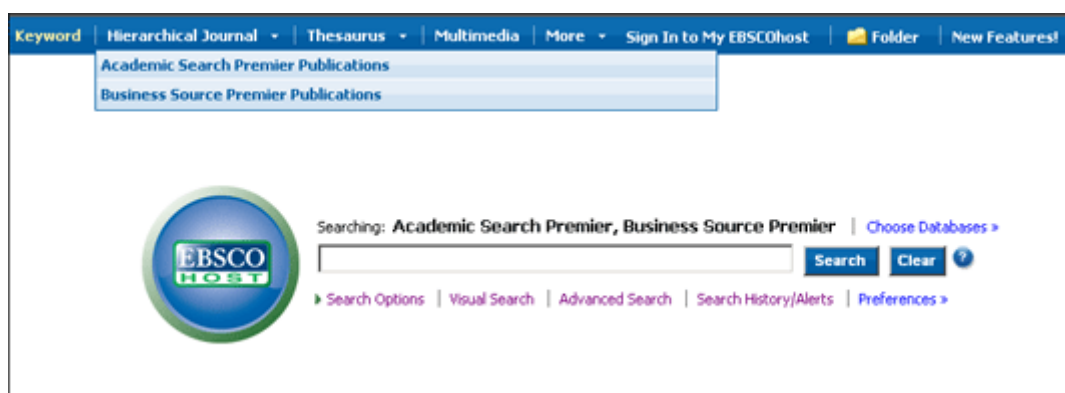 Keyword Hierarchical Journal Thesaurus Multimedia More Sign In to My EBSCOhost Folder New Features!
Academic Search Premier Publications
Business Source Premier Publications
Searching: Academic Search Premier, Business Source Premier Choose Databases »
EBSCO
HOST
Search Clear ?
Search Options Visual Search Advanced Search Search History/Alerts Preferences »